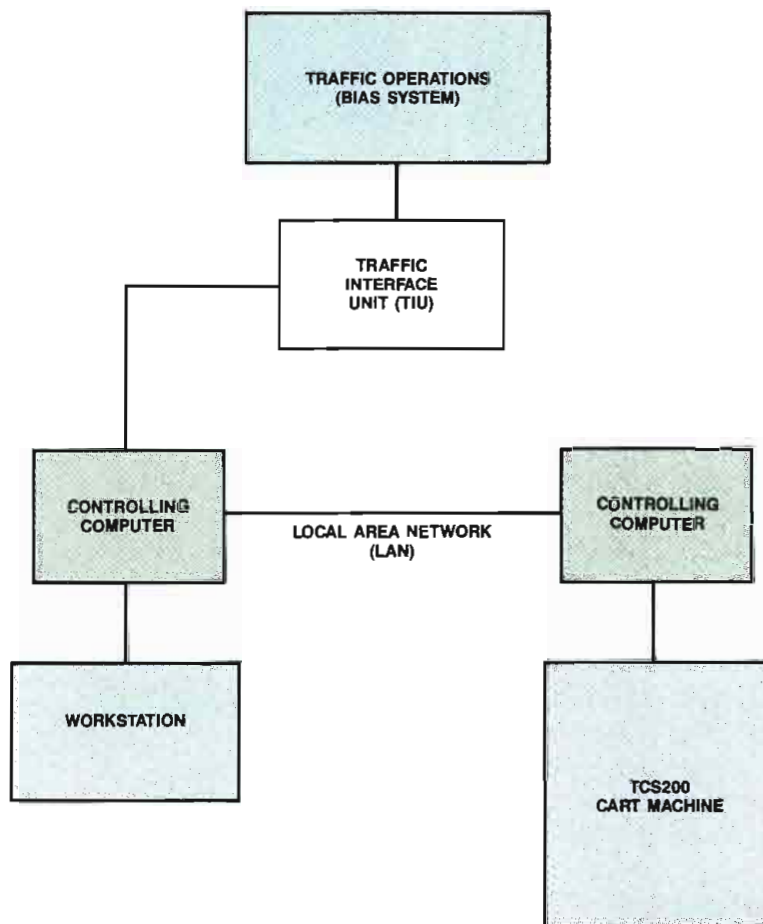 TRAFFIC OPERATIONS
(BIAS SYSTEM)
TRAFFIC
INTERFACE
UNIT (TIU)
CONTROLLING
COMPUTER
LOCAL AREA NETWORK
(LAN)
CONTROLLING
COMPUTER
WORKSTATION
TCS200
CART MACHINE